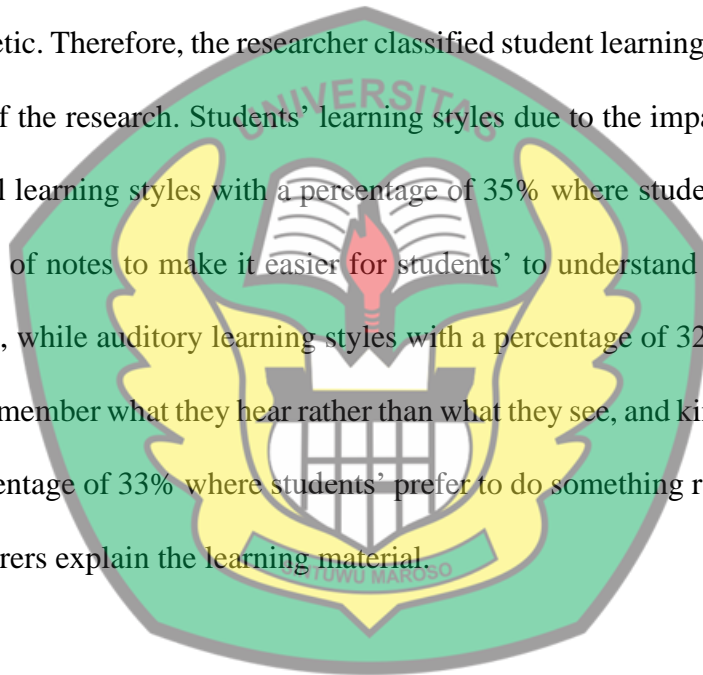 etic. Therefore, the researcher classified student learning
f the research. Students’ learning styles due to the impa
UNIVERSITAS
l learning styles with a percentage of 35% where stude
of notes to make it easier for students’ to understand
, while auditory learning styles with a percentage of 32
member what they hear rather than what they see, and ki
entage of 33% where students’ prefer to do something r
rers explain the learning material.
SINTUWU MAROSO